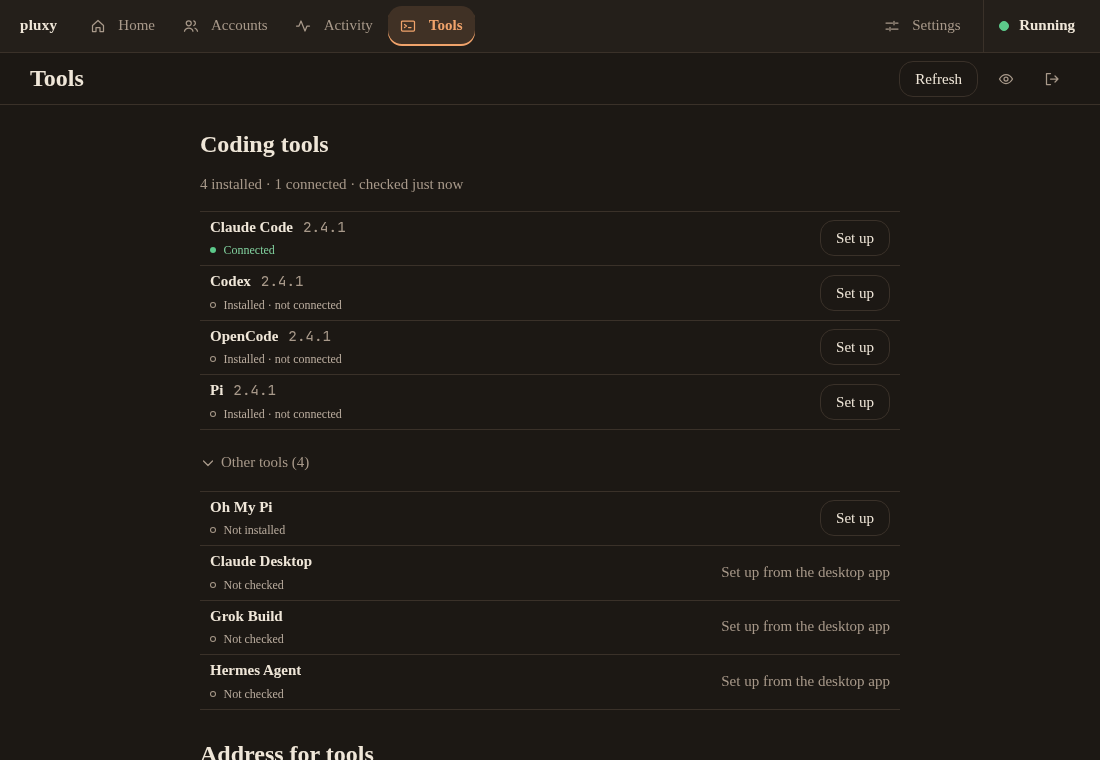 pluxy Home Accounts Activity Tools Settings Running
Tools Refresh
Coding tools
4 installed · 1 connected · checked just now
Claude Code 2.4.1
Connected
Set up
Codex 2.4.1
Installed · not connected
Set up
OpenCode 2.4.1
Installed · not connected
Set up
Pi 2.4.1
Installed · not connected
Set up
Other tools (4)
Oh My Pi
Not installed
Set up
Claude Desktop
Not checked
Set up from the desktop app
Grok Build
Not checked
Set up from the desktop app
Hermes Agent
Not checked
Set up from the desktop app
Address for tools